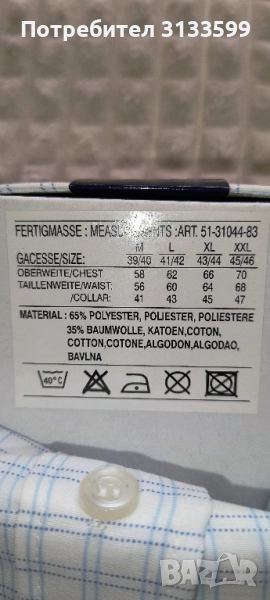 Потребител 3133599
FERTIGMASSE : MEASUREMENTS :ART. 51-31044-83
M L XL XXL
GACESSE/SIZE: 39/40 41/42 43/44 45/46
OBERWEITE/CHEST 58 62 66 70
TAILLENWEITE/WAIST: 56 60 64 68
/COLLAR: 41 43 45 47
MATERIAL : 65% POLYESTER, POLIESTER, POLIESTERE
35% BAUMWOLLE, KATOEN,COTON,
COTTON,COTONE,ALGODON,ALGODAO,
BAVLNA
40°C
bazar